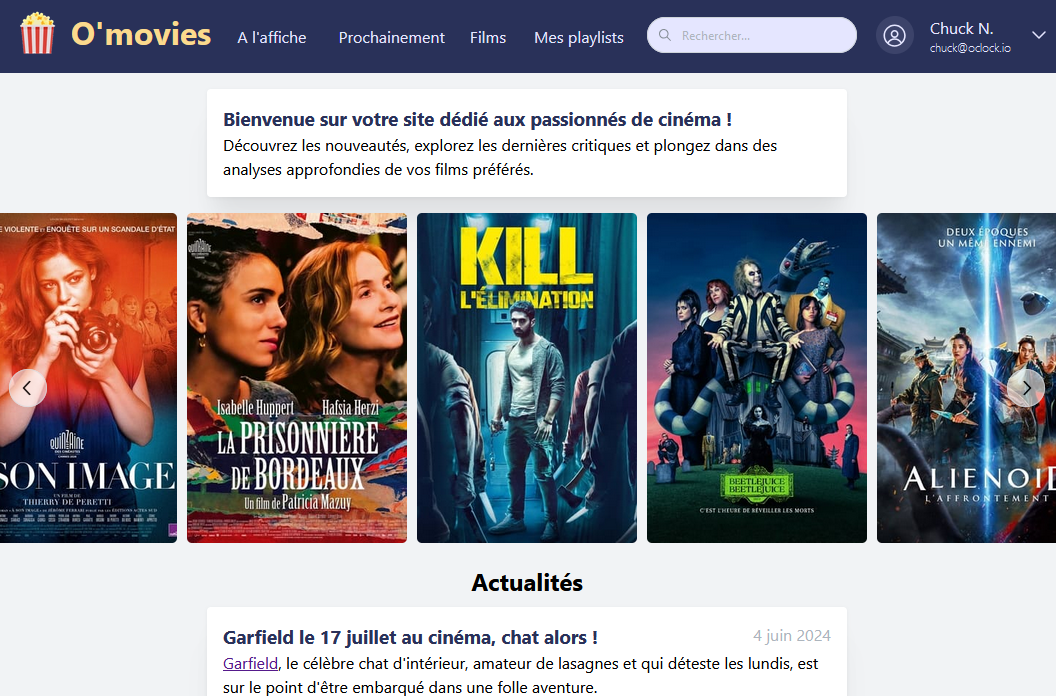 O'movies
A l'affiche
Prochainement
Films
Mes playlists
Rechercher...
Chuck N.
chuck@oclock.io
Bienvenue sur votre site dédié aux passionnés de cinéma !
Découvrez les nouveautés, explorez les dernières critiques et plongez dans des
analyses approfondies de vos films préférés.
E VIOLENTE ET ENQUÊTE SUR UN SCANDALE D'ÉTAT
QUINZAINE
SON IMAGE
UN FILM DE
THIERRY DE PERETTI
QUINZAINE
Isabelle Huppert
Hafsia Herzi
LA PRISONNIÈRE
DE BORDEAUX
Un film de Patricia Mazuy
KILL
L'ÉLIMINATION
BEETLEJUICE
BEETLEJUICE
C'EST L'HEURE DE RÉVEILLER LES MORTS
DEUX ÉPOQUES
UN MÊME ENNEMI
ALIENOID
L'AFFRONTEMENT
Actualités
Garfield le 17 juillet au cinéma, chat alors !
4 juin 2024
Garfield, le célèbre chat d'intérieur, amateur de lasagnes et qui déteste les lundis, est
sur le point d'être embarqué dans une folle aventure.